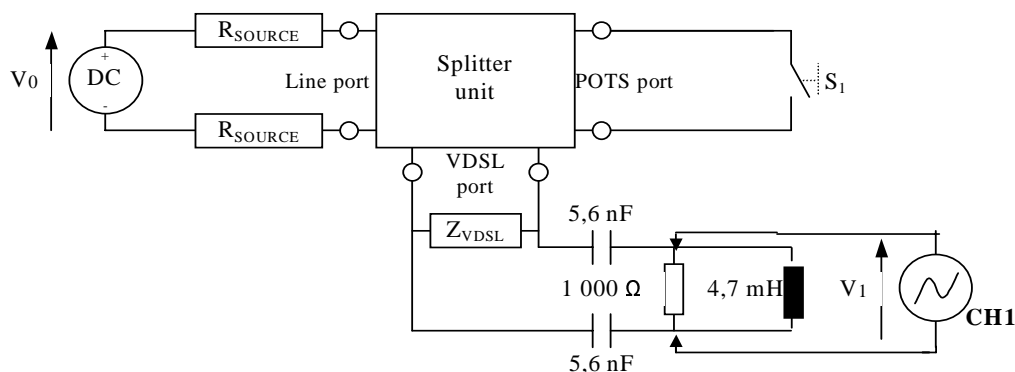 V0
+
DC
-
RSOURCE
RSOURCE
Line port
Splitter
unit
POTS port
S1
VDSL
port
ZVDSL
5,6 nF
1 000 Ω
4,7 mH
V1
CH1
5,6 nF